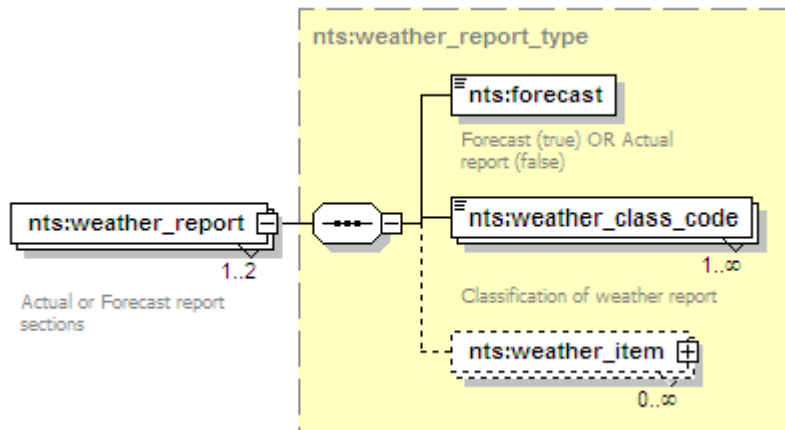 nts:weather_report_type
nts:forecast
Forecast (true) OR Actual
report (false)
nts:weather_report
1..2
Actual or Forecast report
sections
nts:weather_class_code
1..∞
Classification of weather report
nts:weather_item
0..∞